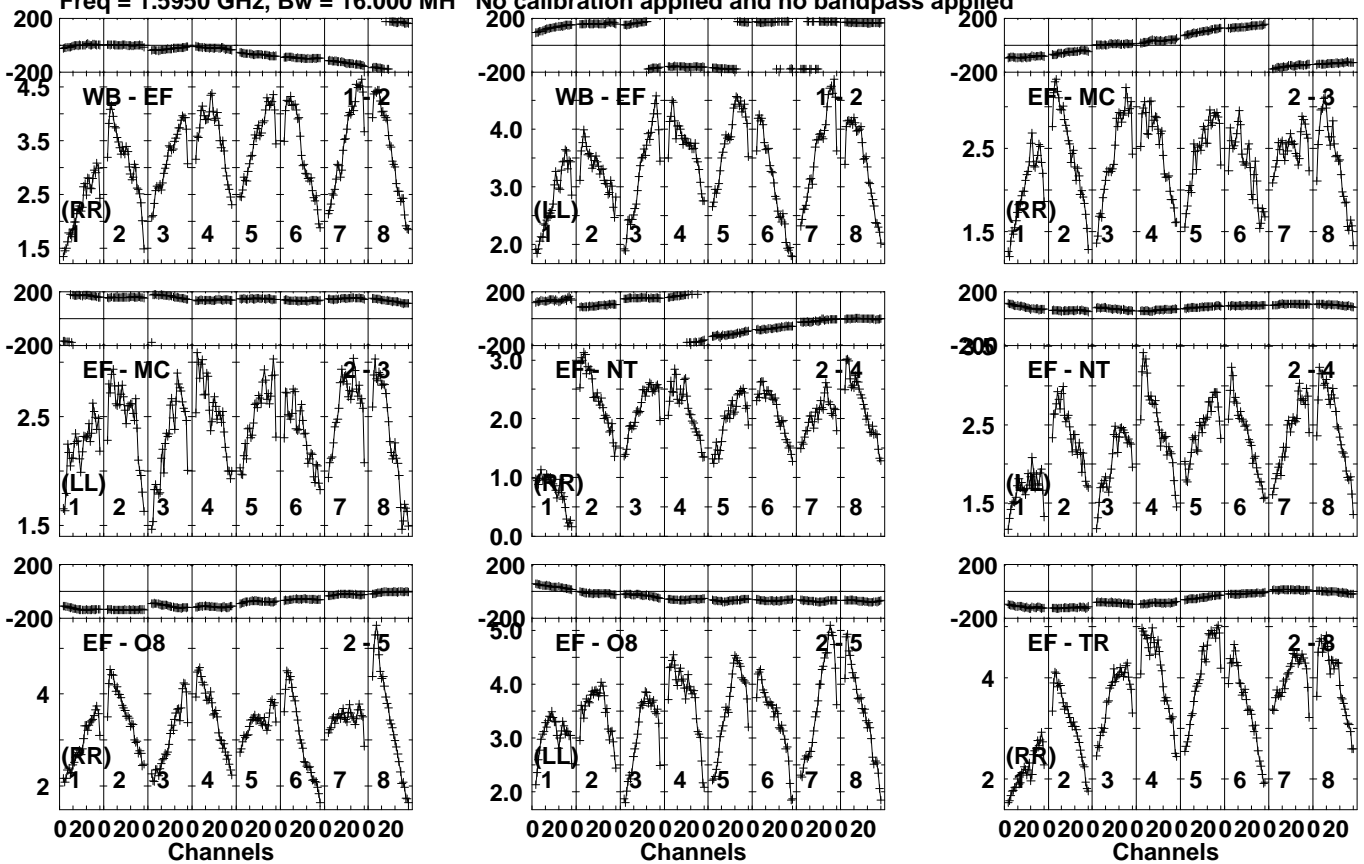 Freq = 1.5950 GHz, Bw = 16.000 MH No calibration applied and no bandpass applied
200 200 200
-200 -200
4.5 WB - EF 1 - 2 WB - EF 1 - 2 EF - MC 2 - 3
3.5 4.0 2.5
2.5 3.0
(RR) (LL) (RR)
1.5 2.0 1.5
1 2 3 4 5 6 7 8 1 2 3 4 5 6 7 8 1 2 3 4 5 6 7 8
200 200 200
-200 -200 -200
3.0 3.5
EF - MC 2 - 3 EF - NT 2 - 4 EF - NT 2 - 4
2.5 2.0 2.5
(LL) 1.0 (RR) (LL)
1.5 0.0 1.5
1 2 3 4 5 6 7 8 1 2 3 4 5 6 7 8 1 2 3 4 5 6 7 8
200 200 200
-200 -200
5.0
EF - O8 2 - 5 EF - O8 2 - 5 EF - TR 2 - 8
4 4.0 4
(RR) 3.0 (LL) (RR)
2 2.0 2
1 2 3 4 5 6 7 8 1 2 3 4 5 6 7 8 1 2 3 4 5 6 7 8
0 20 0 20 0 20 0 20 0 20 0 20 0 20 0 20 0 20 0 20 0 20 0 20 0 20 0 20 0 20 0 20 0 20 0 20 0 20 0 20 0 20 0 20 0 20 0 20
Channels Channels Channels